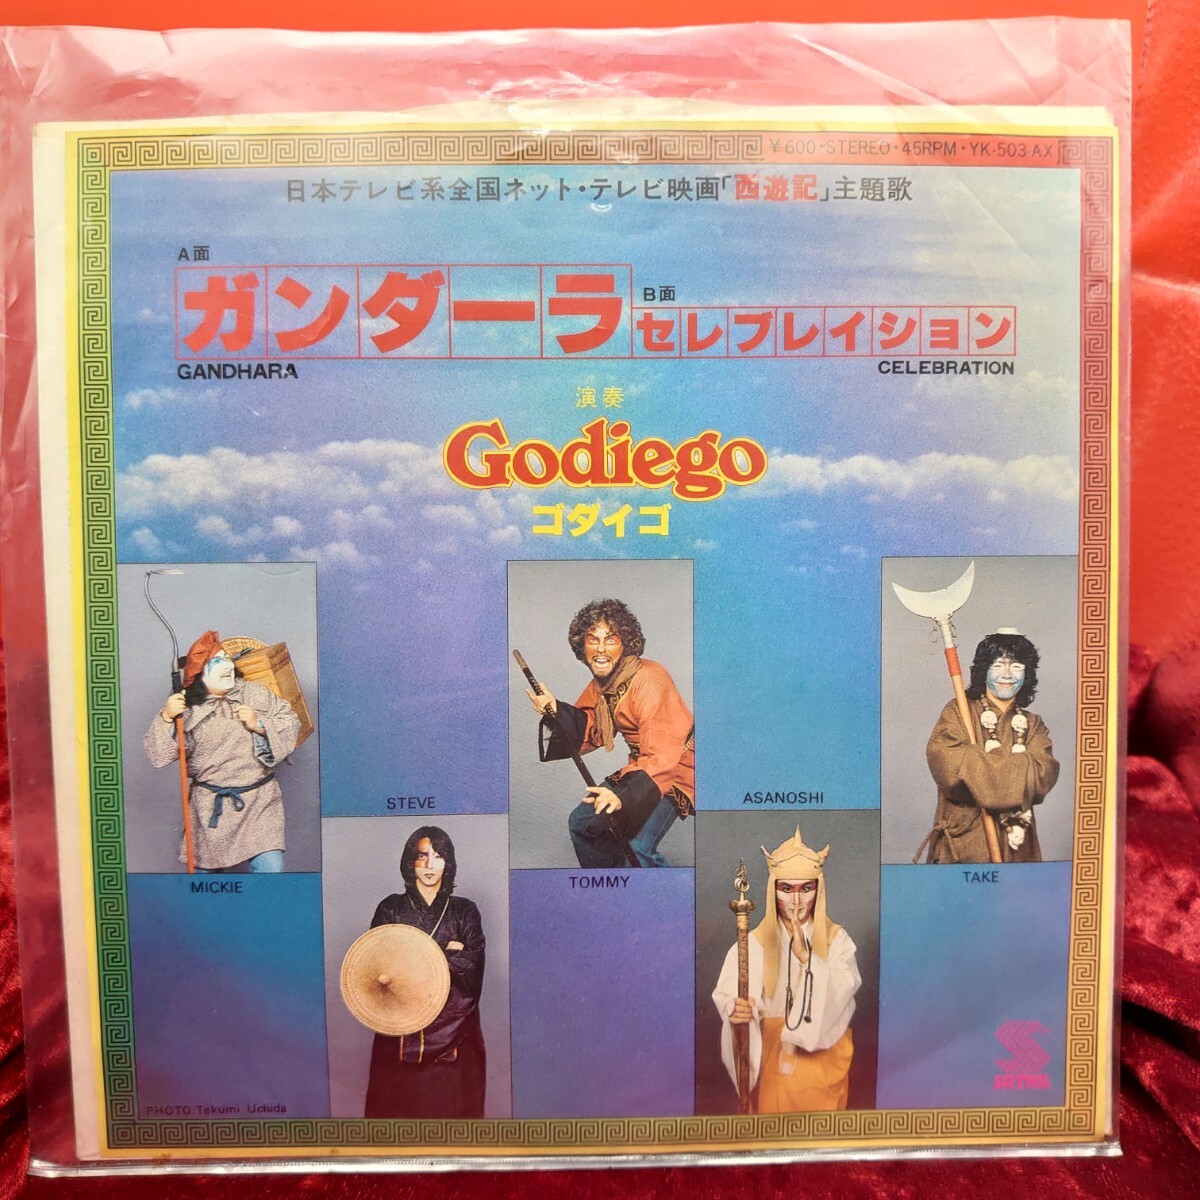 ¥600・STEREO・45RPM・YK-503-AX
日本テレビ系全国ネット・テレビ映画「西遊記」主題歌
A面
ガンダーラ
GANDHARA
B面
セレブレイション
CELEBRATION
演奏
Godiego
ゴダイゴ
MICKIE
STEVE
TOMMY
ASANOSHI
TAKE
PHOTO: Takumi Uchida